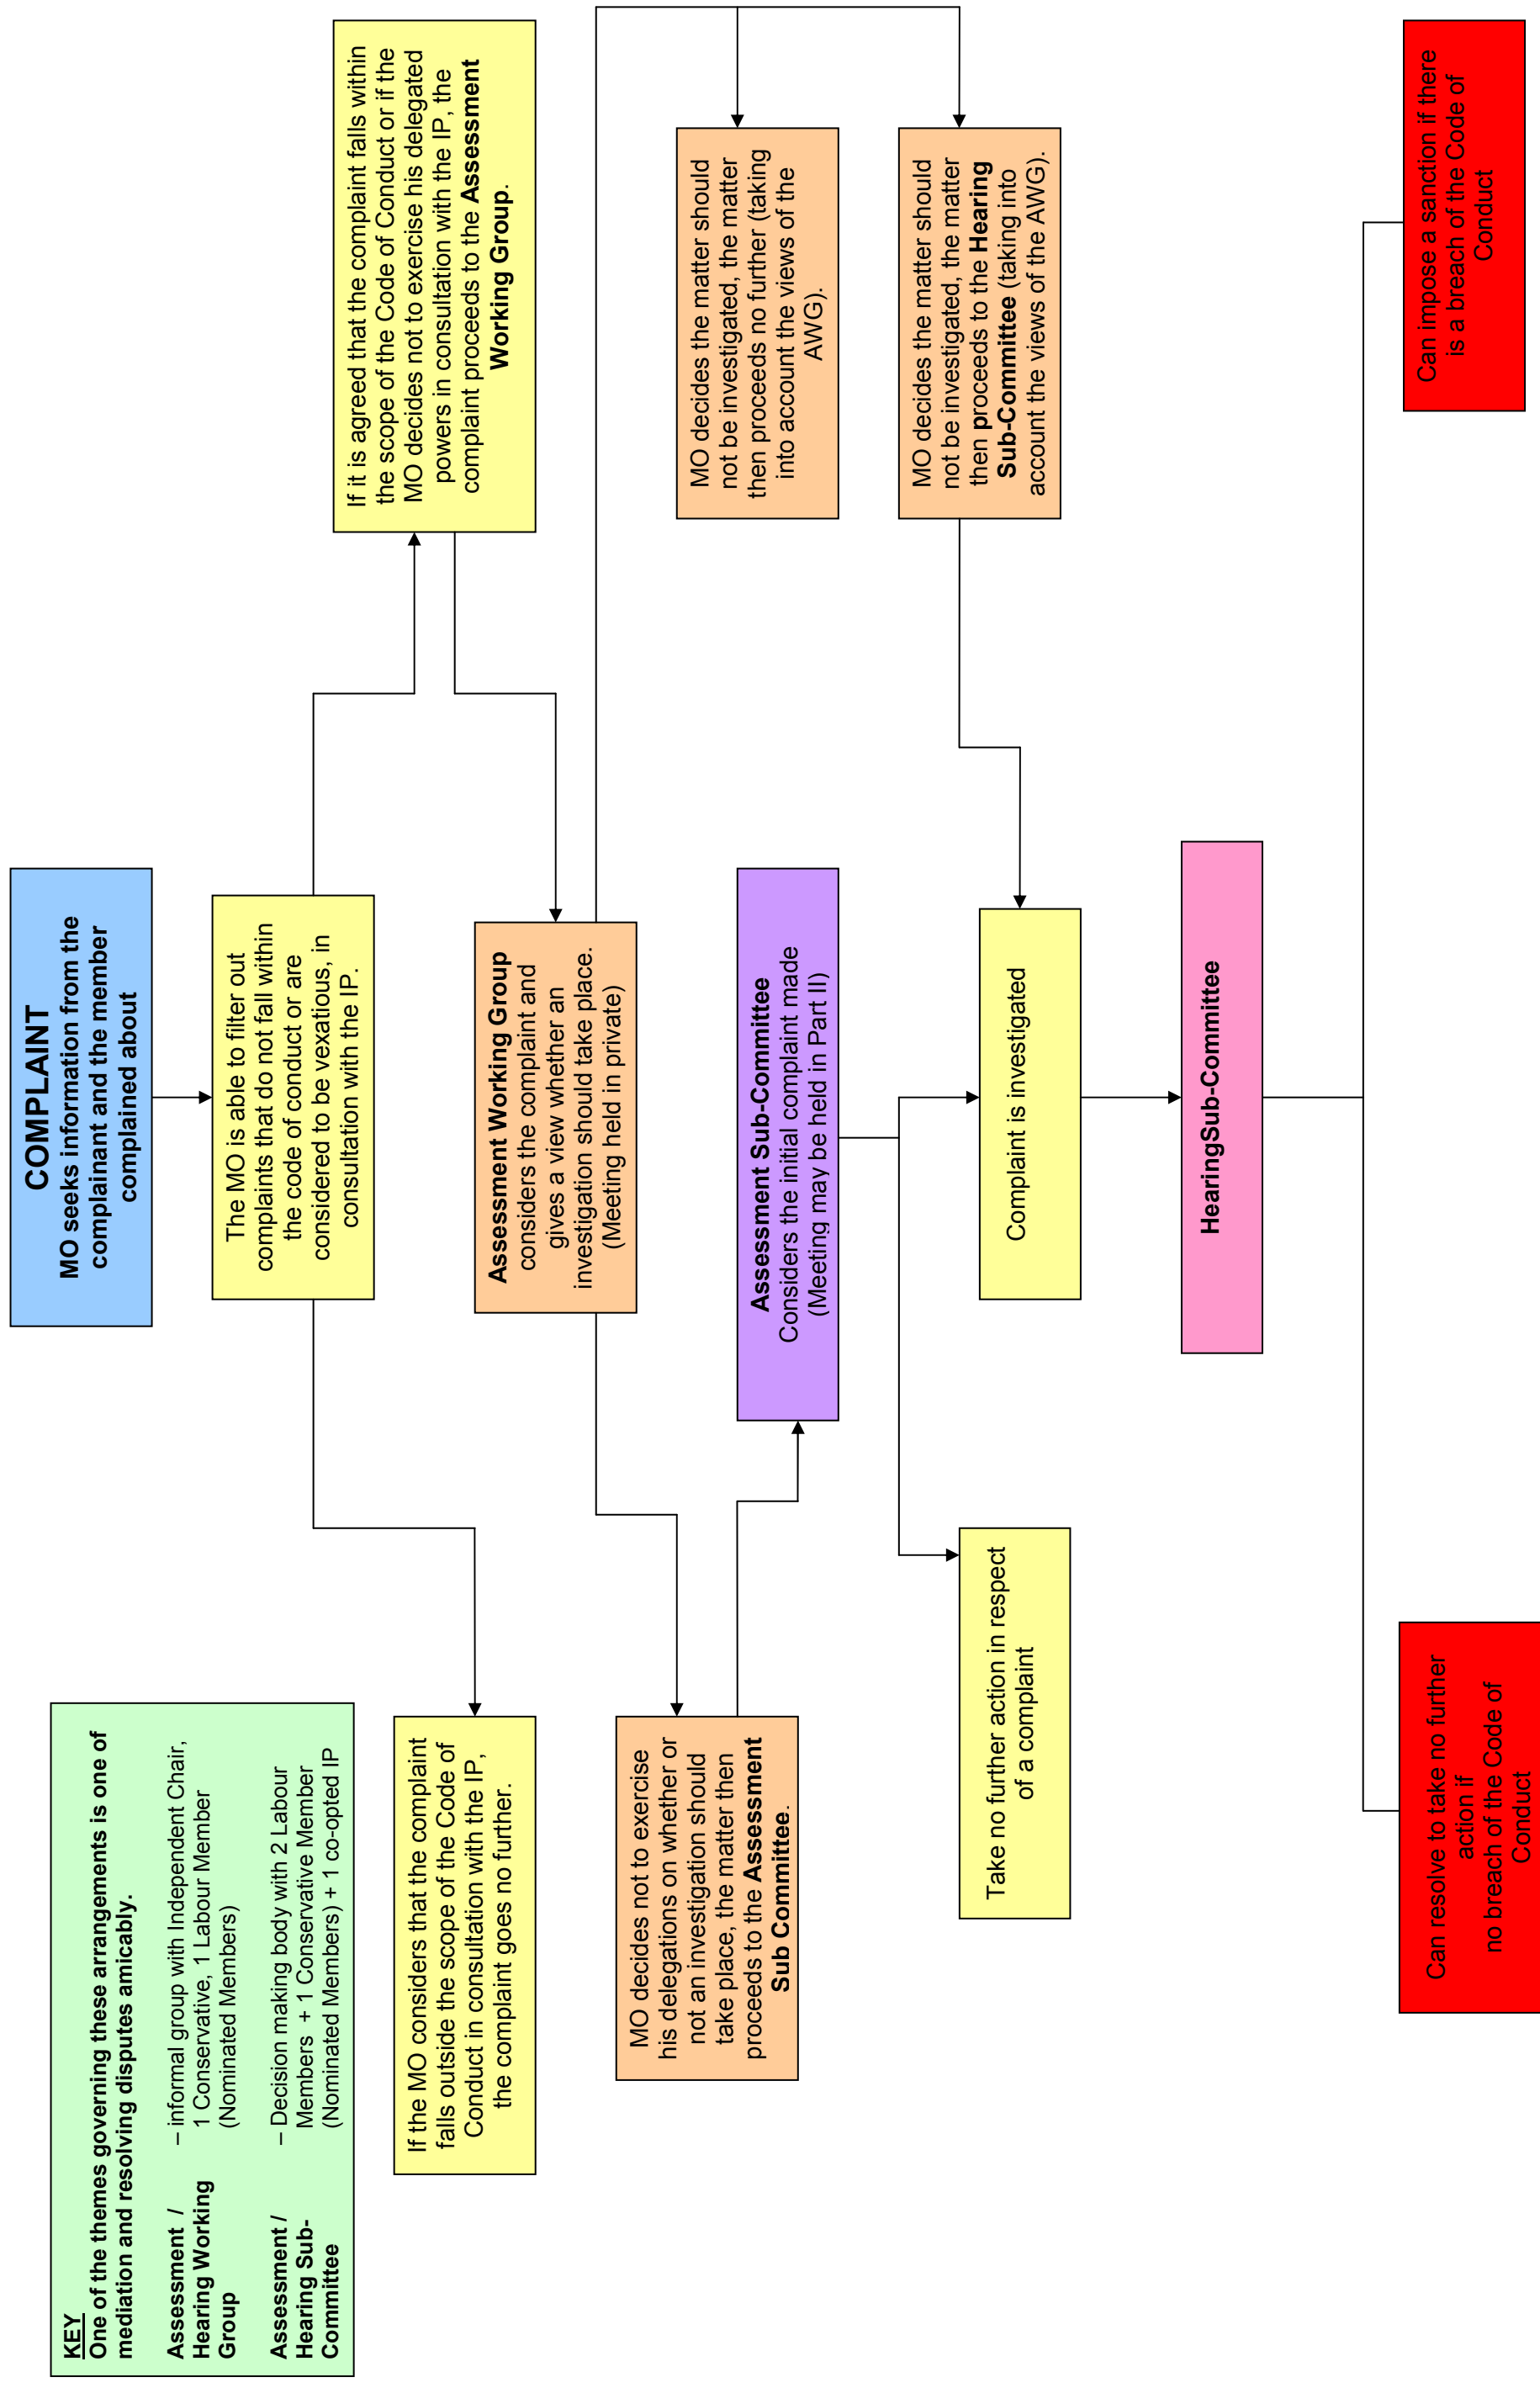 KEY
One of the themes governing these arrangements is one of
mediation and resolving disputes amicably.
Assessment /
Hearing Working
Group
– informal group with Independent Chair,
1 Conservative, 1 Labour Member
(Nominated Members)
Assessment /
Hearing Sub-
Committee
– Decision making body with 2 Labour
Members + 1 Conservative Member
(Nominated Members) + 1 co-opted IP
COMPLAINT
MO seeks information from the
complainant and the member
complained about
The MO is able to filter out
complaints that do not fall within
the code of conduct or are
considered to be vexatious, in
consultation with the IP.
If the MO considers that the complaint
falls outside the scope of the Code of
Conduct in consultation with the IP,
the complaint goes no further.
If it is agreed that the complaint falls within
the scope of the Code of Conduct or if the
MO decides not to exercise his delegated
powers in consultation with the IP, the
complaint proceeds to the Assessment
Working Group.
Assessment Working Group
considers the complaint and
gives a view whether an
investigation should take place.
(Meeting held in private)
MO decides not to exercise
his delegations on whether or
not an investigation should
take place, the matter then
proceeds to the Assessment
Sub Committee.
MO decides the matter should
not be investigated, the matter
then proceeds no further (taking
into account the views of the
AWG).
Assessment Sub-Committee
Considers the initial complaint made
(Meeting may be held in Part II)
MO decides the matter should
not be investigated, the matter
then proceeds to the Hearing
Sub-Committee (taking into
account the views of the AWG).
Take no further action in respect
of a complaint
Complaint is investigated
HearingSub-Committee
Can resolve to take no further
action if
no breach of the Code of
Conduct
Can impose a sanction if there
is a breach of the Code of
Conduct